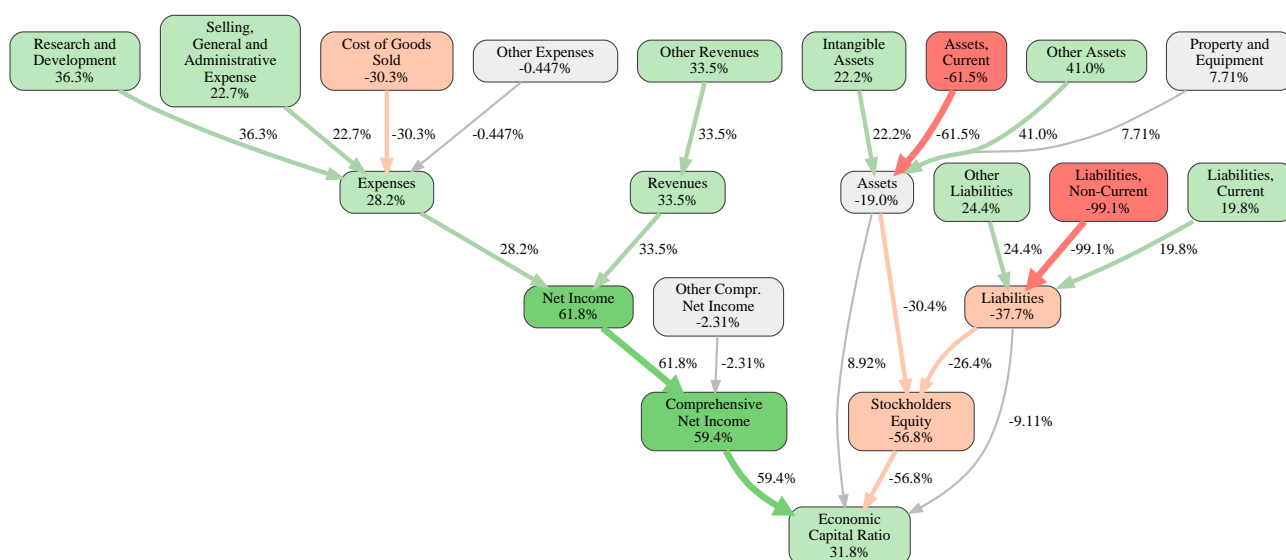 Research and
Development
36.3%
Selling,
General and
Administrative
Expense
22.7%
Cost of Goods
Sold
-30.3%
Other Expenses
-0.447%
Other Revenues
33.5%
Intangible
Assets
22.2%
Assets,
Current
-61.5%
Other Assets
41.0%
Property and
Equipment
7.71%
36.3%
22.7%
-30.3%
-0.447%
33.5%
22.2%
-61.5%
41.0%
7.71%
Expenses
28.2%
Revenues
33.5%
Assets
-19.0%
Other
Liabilities
24.4%
Liabilities,
Non-Current
-99.1%
Liabilities,
Current
19.8%
28.2%
33.5%
24.4%
-99.1%
19.8%
Net Income
61.8%
Other Compr.
Net Income
-2.31%
-30.4%
Liabilities
-37.7%
61.8%
-2.31%
8.92%
-26.4%
Comprehensive
Net Income
59.4%
Stockholders
Equity
-56.8%
-9.11%
59.4%
-56.8%
Economic
Capital Ratio
31.8%